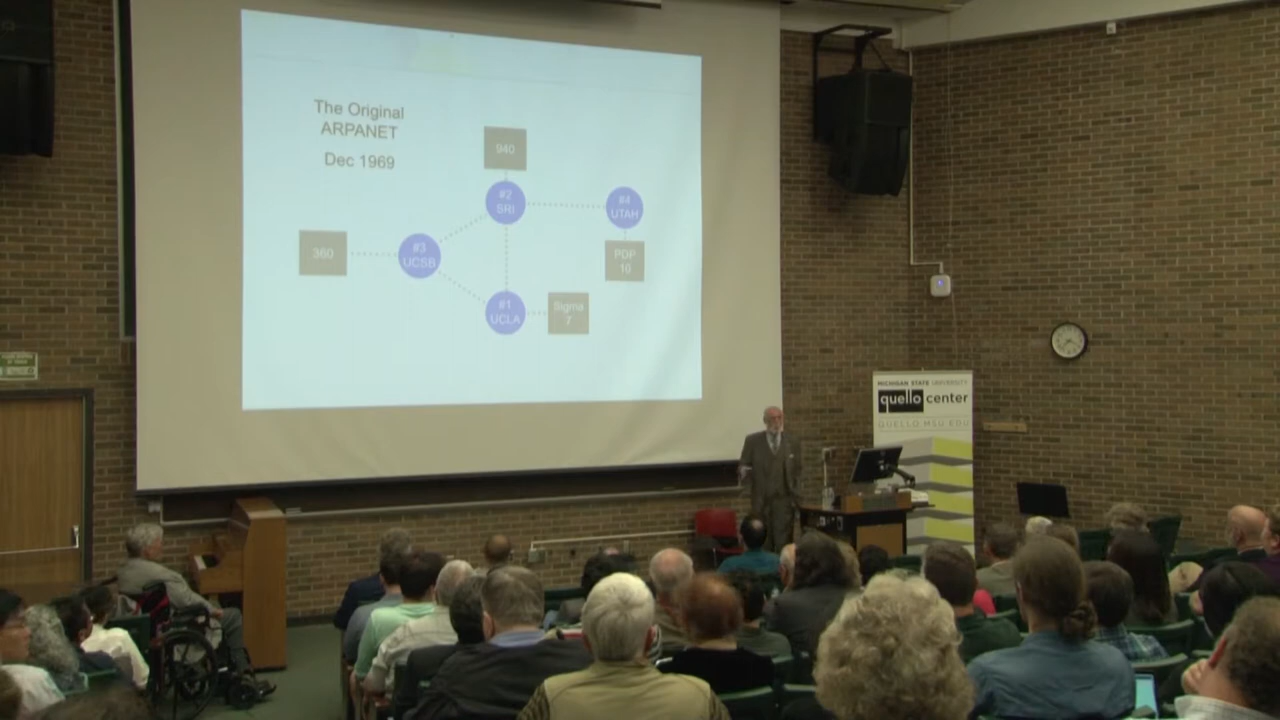 The Original
ARPANET
Dec 1969
940
#2
SRI
#4
UTAH
360
#3
UCSB
PDP
10
#1
UCLA
Sigma
7
MICHIGAN STATE UNIVERSITY
quello center
QUELLO.MSU.EDU